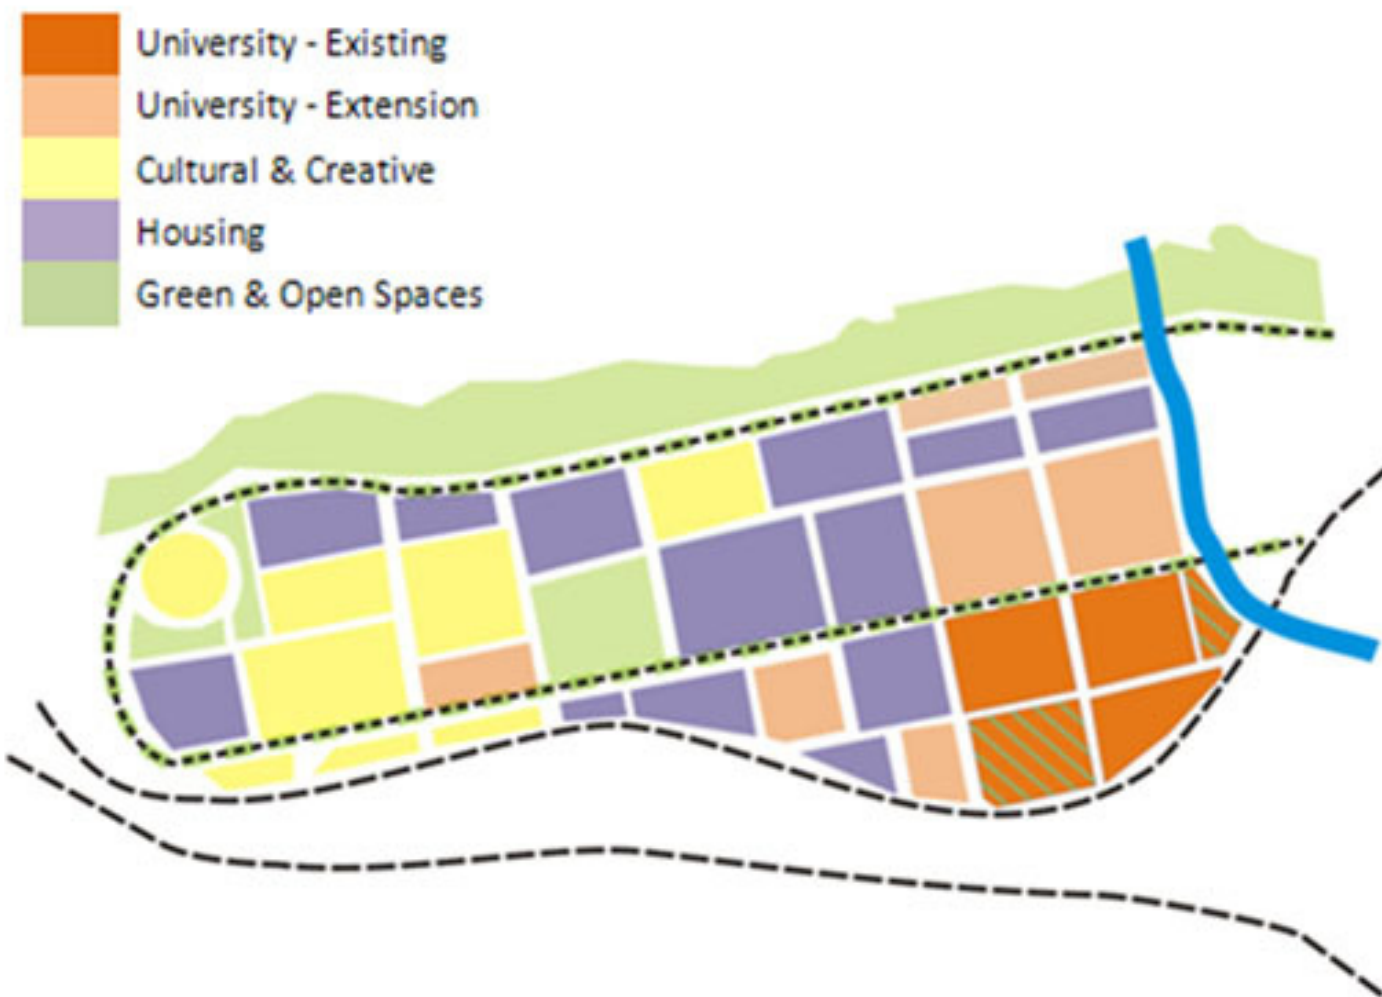 University - Existing
University - Extension
Cultural & Creative
Housing
Green & Open Spaces